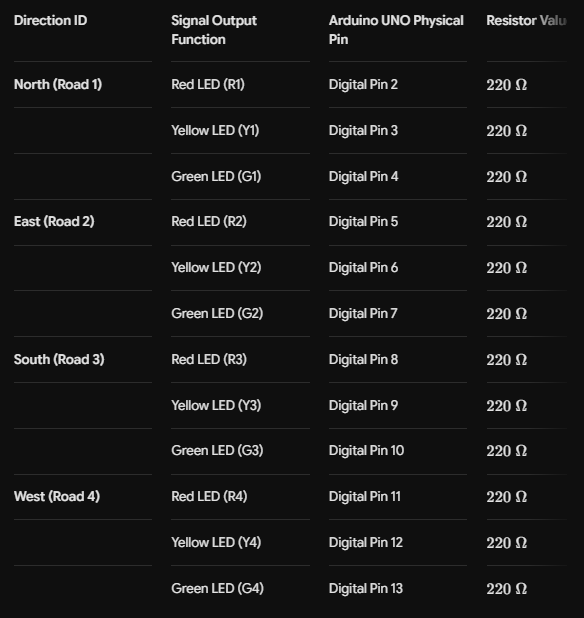 Direction ID Signal Output Function Arduino UNO Physical Pin Resistor Valu
North (Road 1) Red LED (R1) Digital Pin 2 220 Ω
Yellow LED (Y1) Digital Pin 3 220 Ω
Green LED (G1) Digital Pin 4 220 Ω
East (Road 2) Red LED (R2) Digital Pin 5 220 Ω
Yellow LED (Y2) Digital Pin 6 220 Ω
Green LED (G2) Digital Pin 7 220 Ω
South (Road 3) Red LED (R3) Digital Pin 8 220 Ω
Yellow LED (Y3) Digital Pin 9 220 Ω
Green LED (G3) Digital Pin 10 220 Ω
West (Road 4) Red LED (R4) Digital Pin 11 220 Ω
Yellow LED (Y4) Digital Pin 12 220 Ω
Green LED (G4) Digital Pin 13 220 Ω